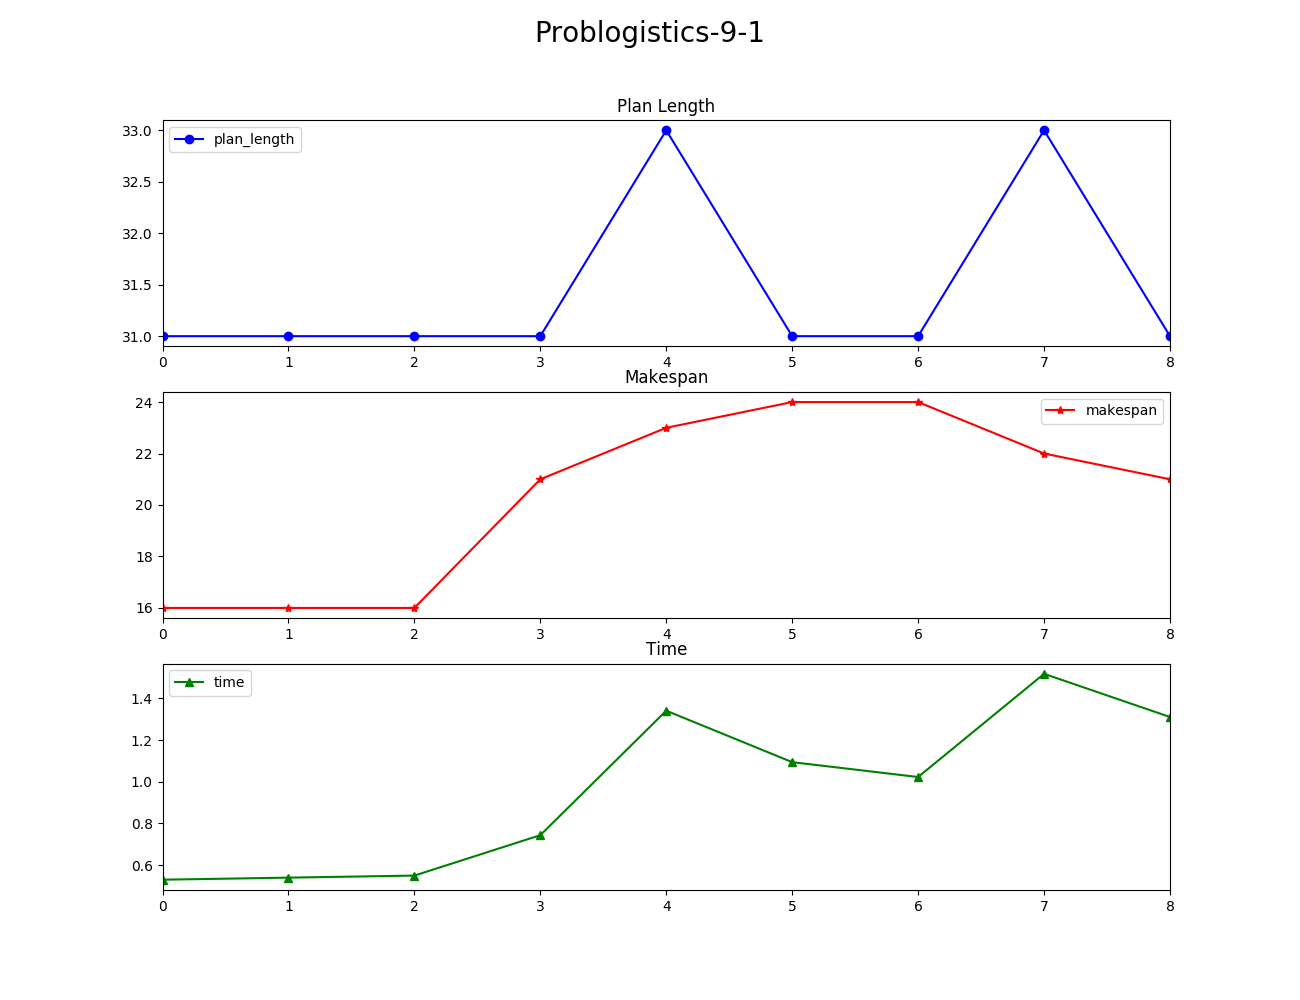 Problogistics-9-1
Plan Length
plan_length
33.0
32.5
32.0
31.5
31.0
0 1 2 3 4 5 6 7 8
Makespan
makespan
24
22
20
18
16
0 1 2 3 4 5 6 7 8
Time
time
1.4
1.2
1.0
0.8
0.6
0 1 2 3 4 5 6 7 8